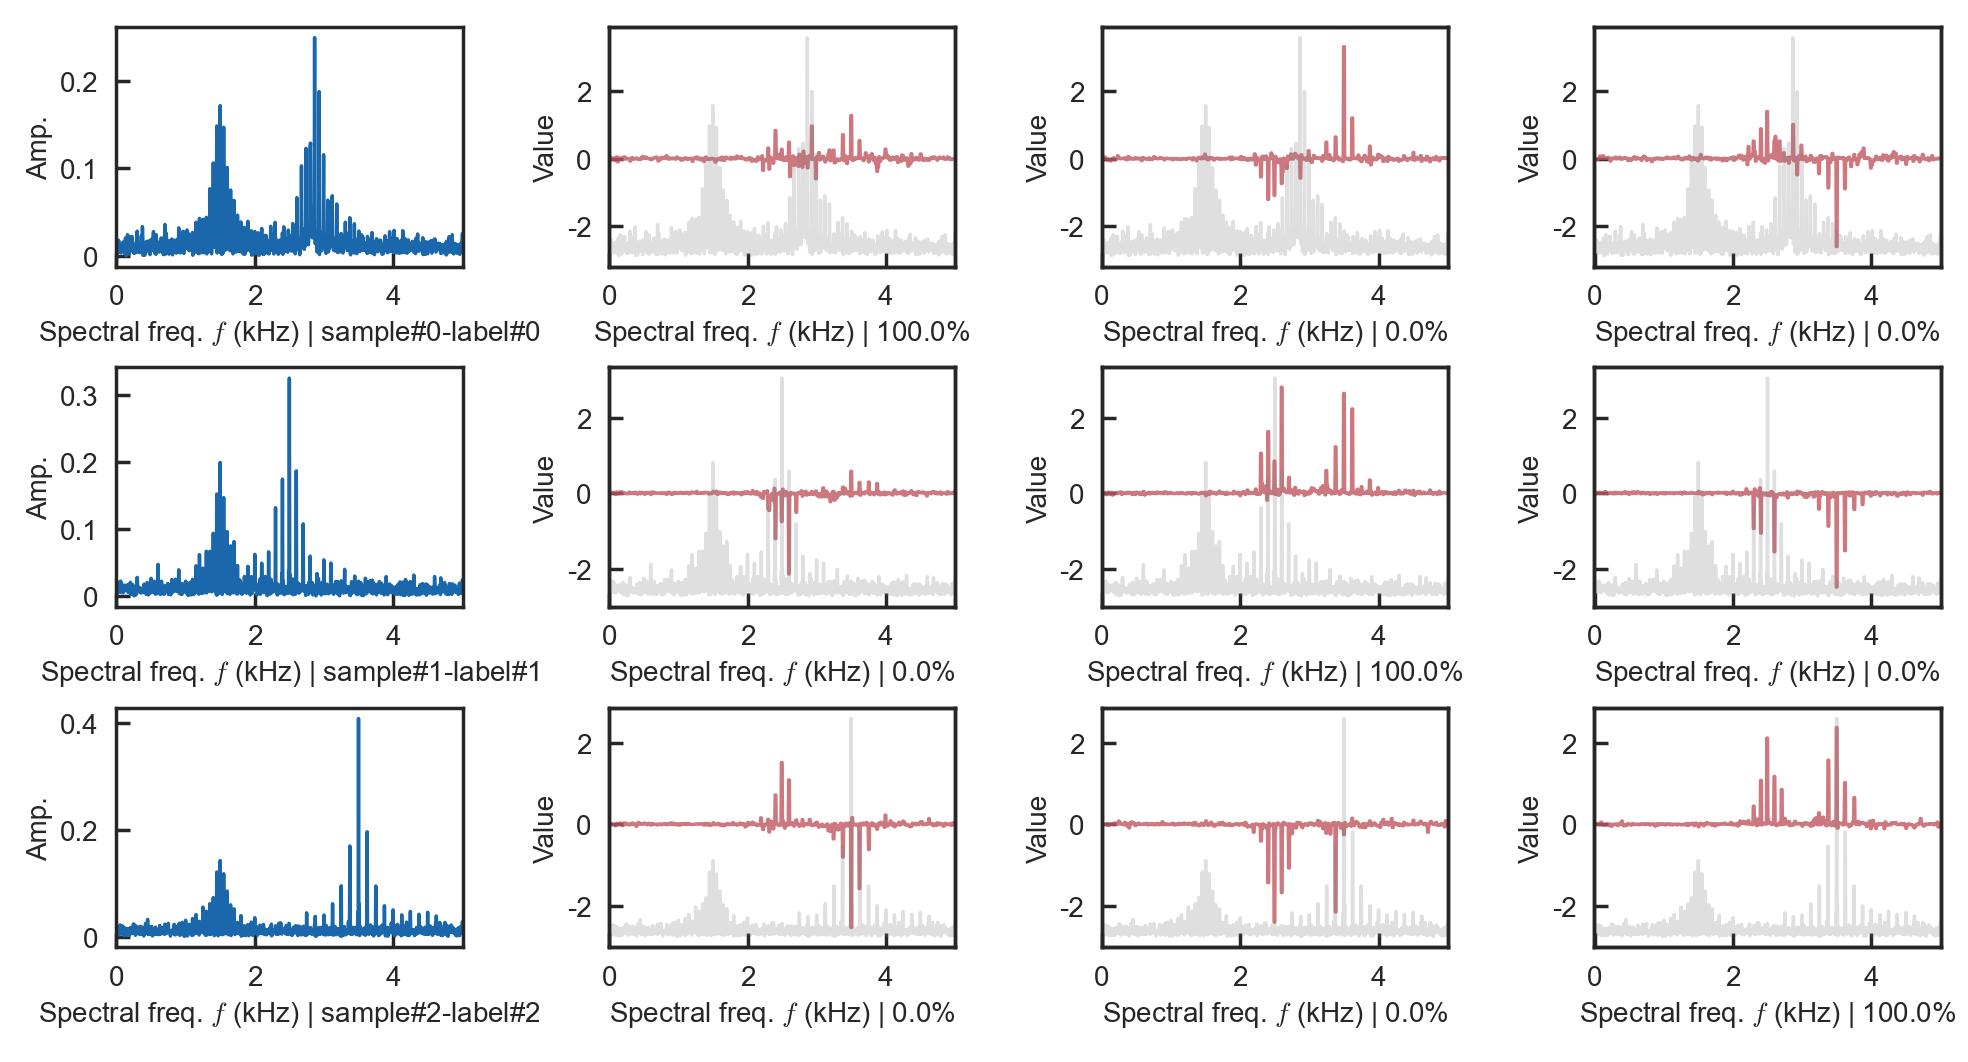 Amp.
0.2
0.1
0
0 2 4
Spectral freq. f (kHz) | sample#0-label#0
Value
2
0
-2
0 2 4
Spectral freq. f (kHz) | 100.0%
Value
2
0
-2
0 2 4
Spectral freq. f (kHz) | 0.0%
Value
2
0
-2
0 2 4
Spectral freq. f (kHz) | 0.0%
Amp.
0.3
0.2
0.1
0
0 2 4
Spectral freq. f (kHz) | sample#1-label#1
Value
2
0
-2
0 2 4
Spectral freq. f (kHz) | 0.0%
Value
2
0
-2
0 2 4
Spectral freq. f (kHz) | 100.0%
Value
2
0
-2
0 2 4
Spectral freq. f (kHz) | 0.0%
Amp.
0.4
0.2
0
0 2 4
Spectral freq. f (kHz) | sample#2-label#2
Value
2
0
-2
0 2 4
Spectral freq. f (kHz) | 0.0%
Value
2
0
-2
0 2 4
Spectral freq. f (kHz) | 0.0%
Value
2
0
-2
0 2 4
Spectral freq. f (kHz) | 100.0%